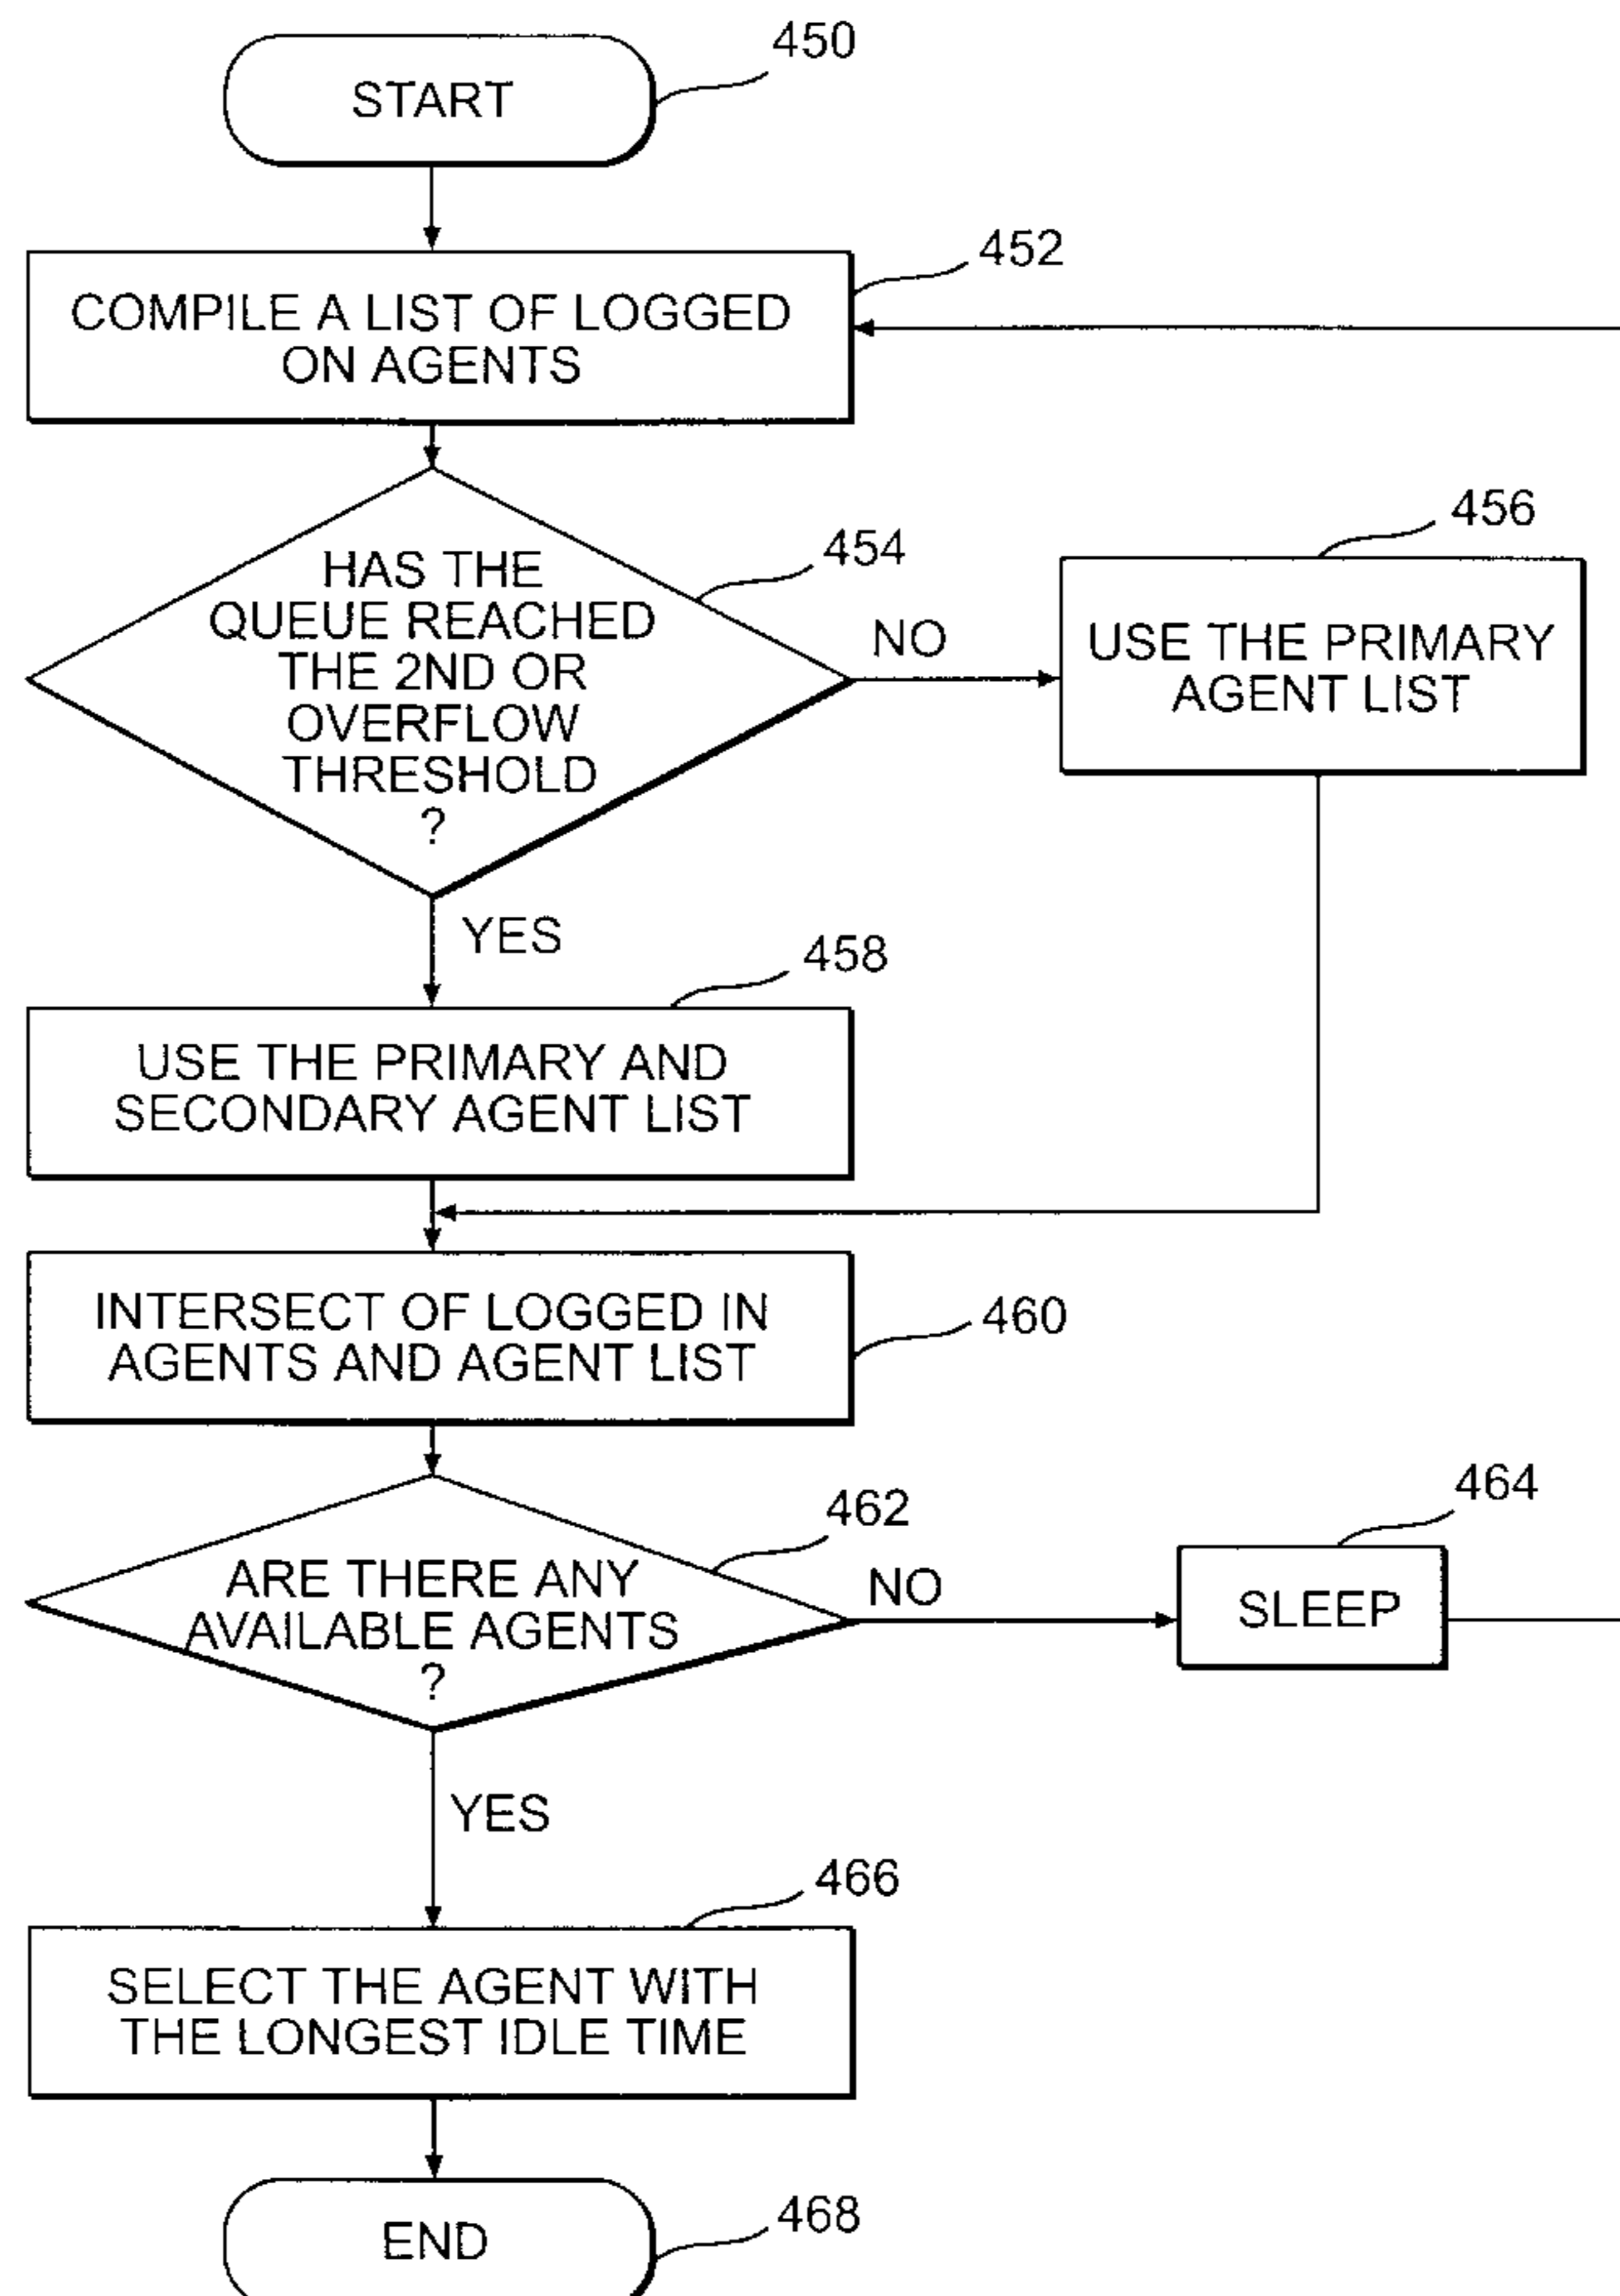 450
START
452
COMPILE A LIST OF LOGGED
ON AGENTS
454
HAS THE
QUEUE REACHED
THE 2ND OR
OVERFLOW
THRESHOLD
?
NO
456
USE THE PRIMARY
AGENT LIST
YES
458
USE THE PRIMARY AND
SECONDARY AGENT LIST
INTERSECT OF LOGGED IN
AGENTS AND AGENT LIST
460
462
ARE THERE ANY
AVAILABLE AGENTS
?
NO
464
SLEEP
YES
466
SELECT THE AGENT WITH
THE LONGEST IDLE TIME
END
468